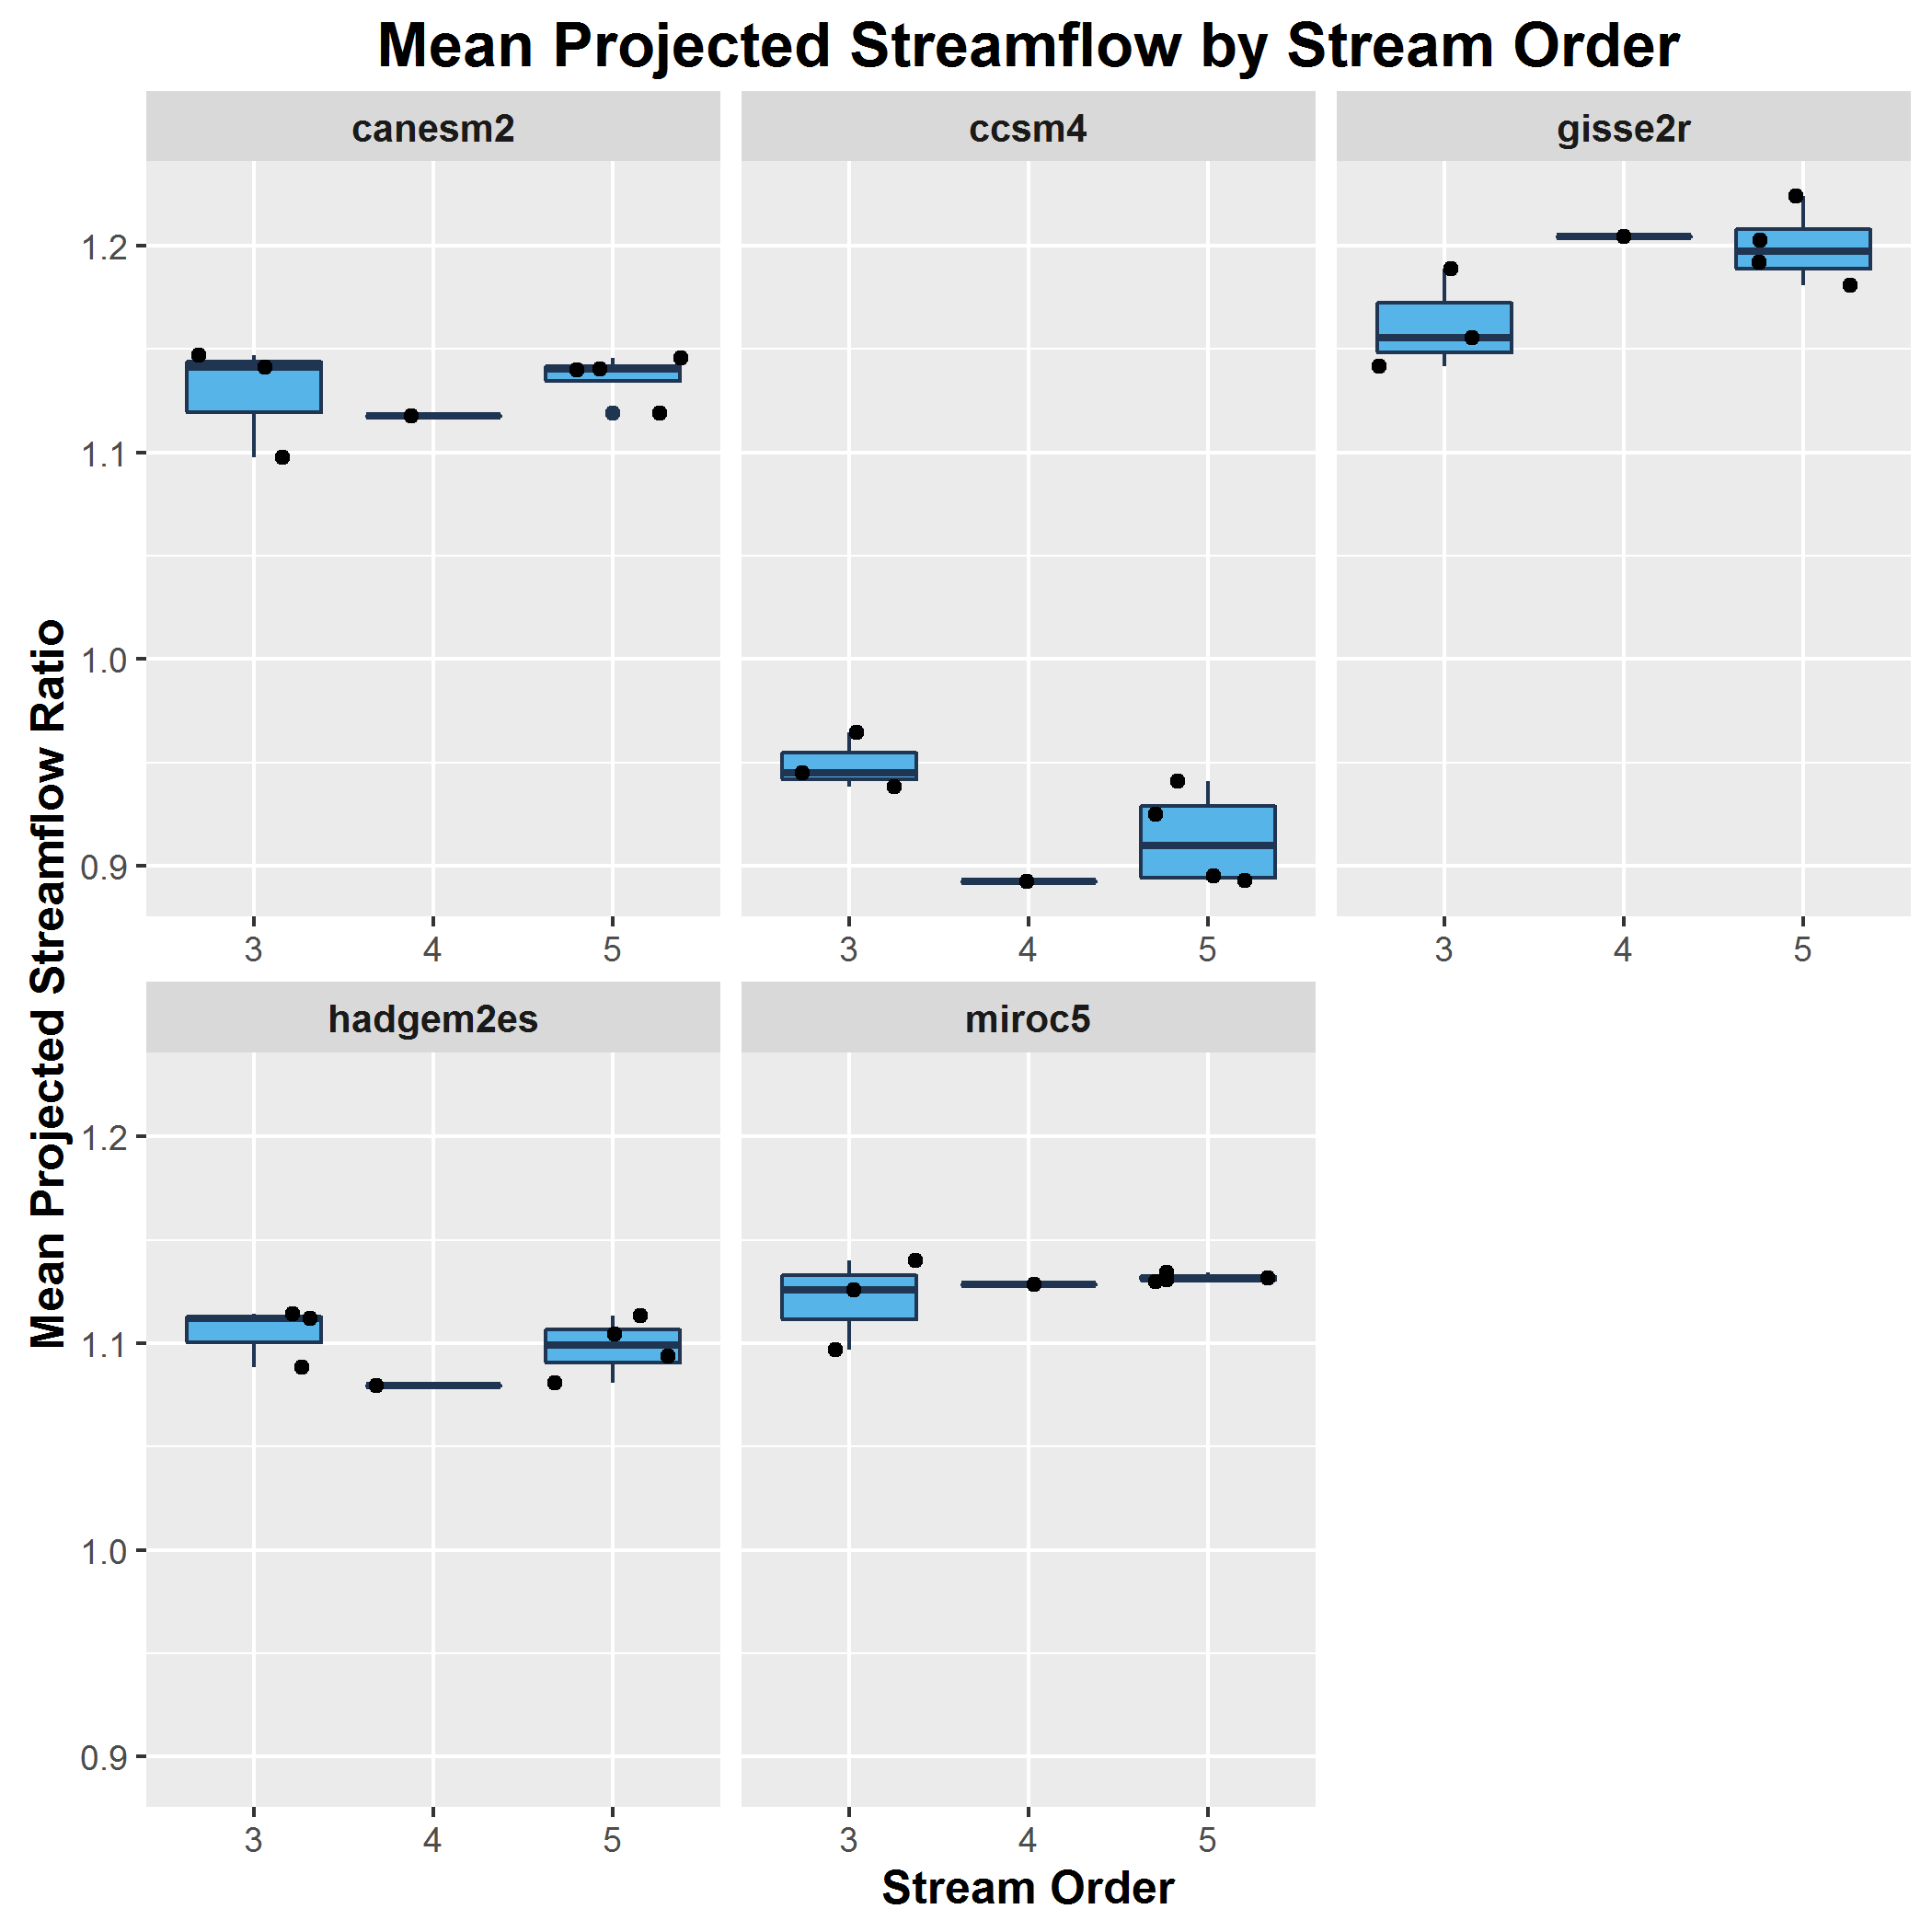 Mean Projected Streamflow by Stream Order
canesm2
ccsm4
gisse2r
1.2
1.1
1.0
0.9
3 4 5
3 4 5
3 4 5
Mean Projected Streamflow Ratio
hadgem2es
miroc5
1.2
1.1
1.0
0.9
3 4 5
3 4 5
Stream Order